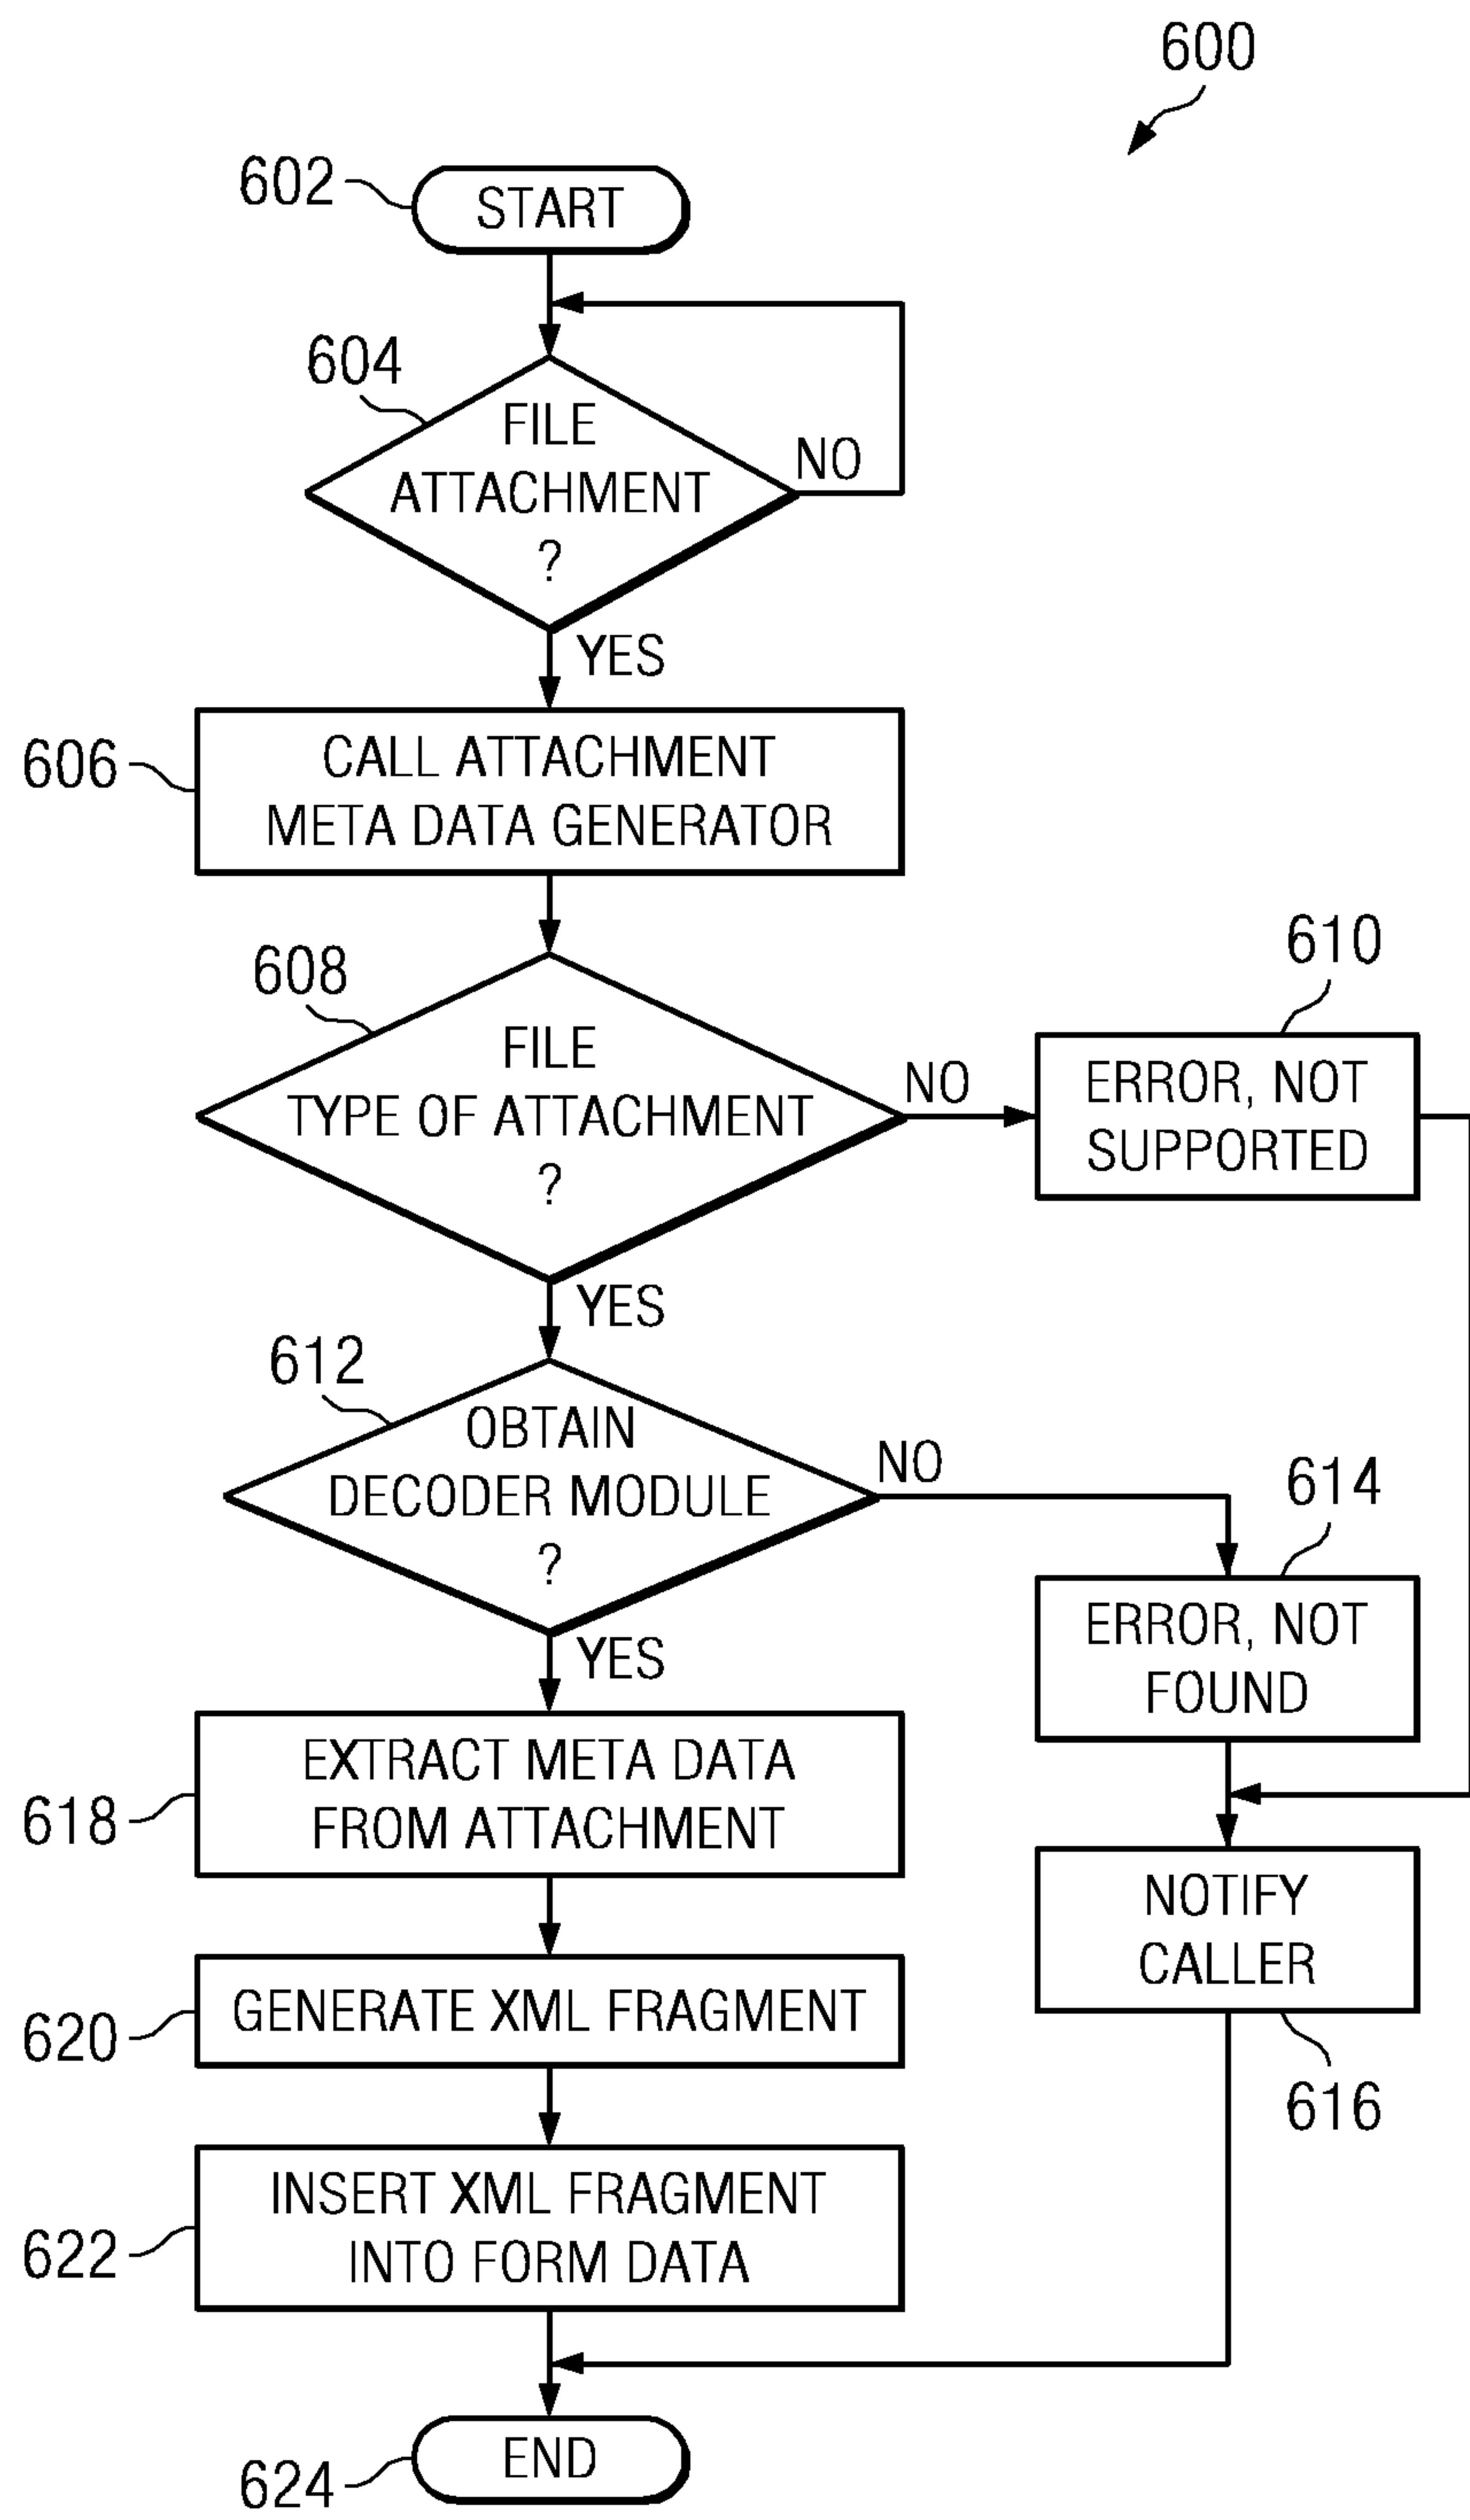 600
602
START
604
FILE
ATTACHMENT
?
NO
YES
606
CALL ATTACHMENT
META DATA GENERATOR
608
FILE
TYPE OF ATTACHMENT
?
NO
610
ERROR, NOT
SUPPORTED
YES
612
OBTAIN
DECODER MODULE
?
NO
614
ERROR, NOT
FOUND
YES
618
EXTRACT META DATA
FROM ATTACHMENT
NOTIFY
CALLER
616
620
GENERATE XML FRAGMENT
622
INSERT XML FRAGMENT
INTO FORM DATA
624
END